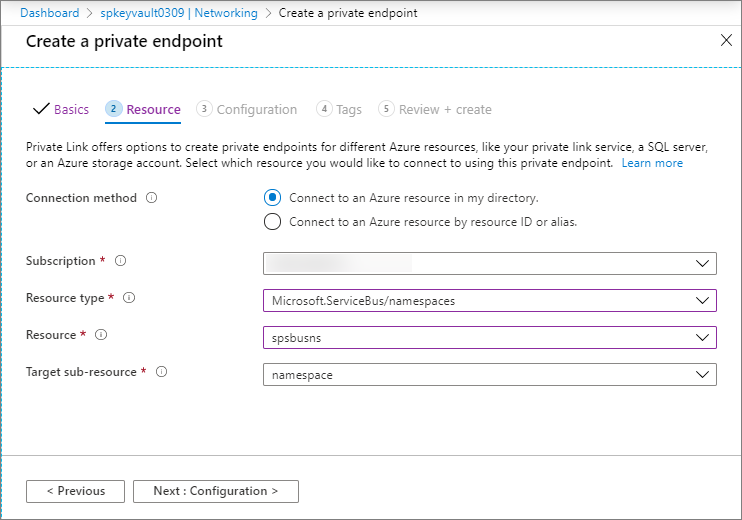 Dashboard > spkeyvault0309 | Networking > Create a private endpoint
Create a private endpoint
Basics 2 Resource 3 Configuration 4 Tags 5 Review + create
Private Link offers options to create private endpoints for different Azure resources, like your private link service, a SQL server,
or an Azure storage account. Select which resource you would like to connect to using this private endpoint. Learn more
Connection method Connect to an Azure resource in my directory.
Connect to an Azure resource by resource ID or alias.
Subscription *
Resource type * Microsoft.ServiceBus/namespaces
Resource * spsbusns
Target sub-resource * namespace
< Previous Next : Configuration >